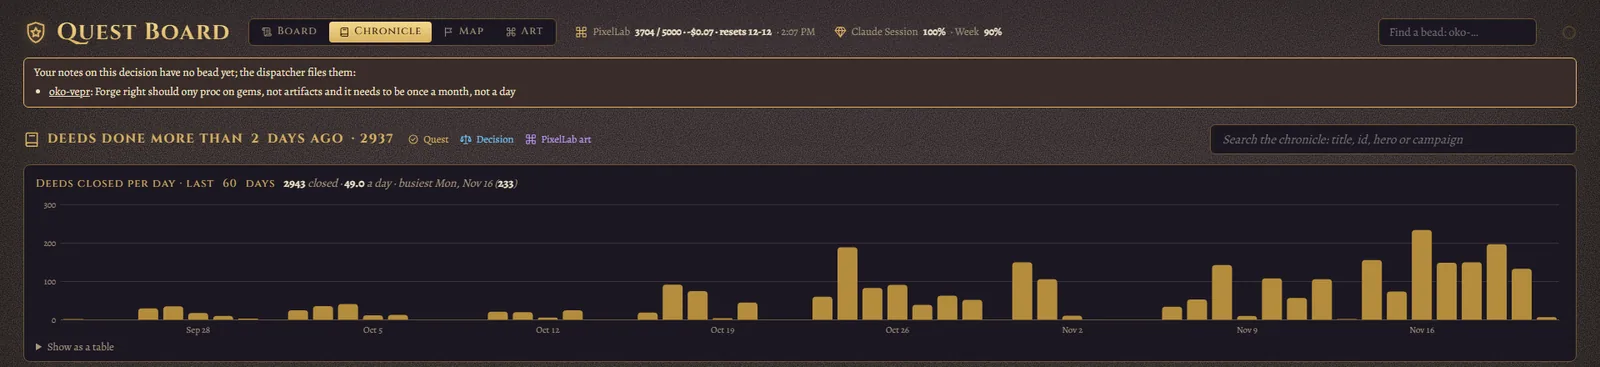 QUEST BOARD
BOARD
CHRONICLE
MAP
ART
PixelLab 3704 / 5000 · -$0.07 · resets 12-12 · 2:07 PM
Claude Session 100% · Week 90%
Find a bead: oko-...
Your notes on this decision have no bead yet; the dispatcher files them:
• oko-vepr: Forge right should ony proc on gems, not artifacts and it needs to be once a month, not a day
DEEDS DONE MORE THAN 2 DAYS AGO · 2937
Quest
Decision
PixelLab art
Search the chronicle: title, id, hero or campaign
DEEDS CLOSED PER DAY · LAST 60 DAYS 2943 closed · 49.0 a day · busiest Mon, Nov 16 (233)
300
200
100
0
Sep 28
Oct 5
Oct 12
Oct 19
Oct 26
Nov 2
Nov 9
Nov 16
Show as a table